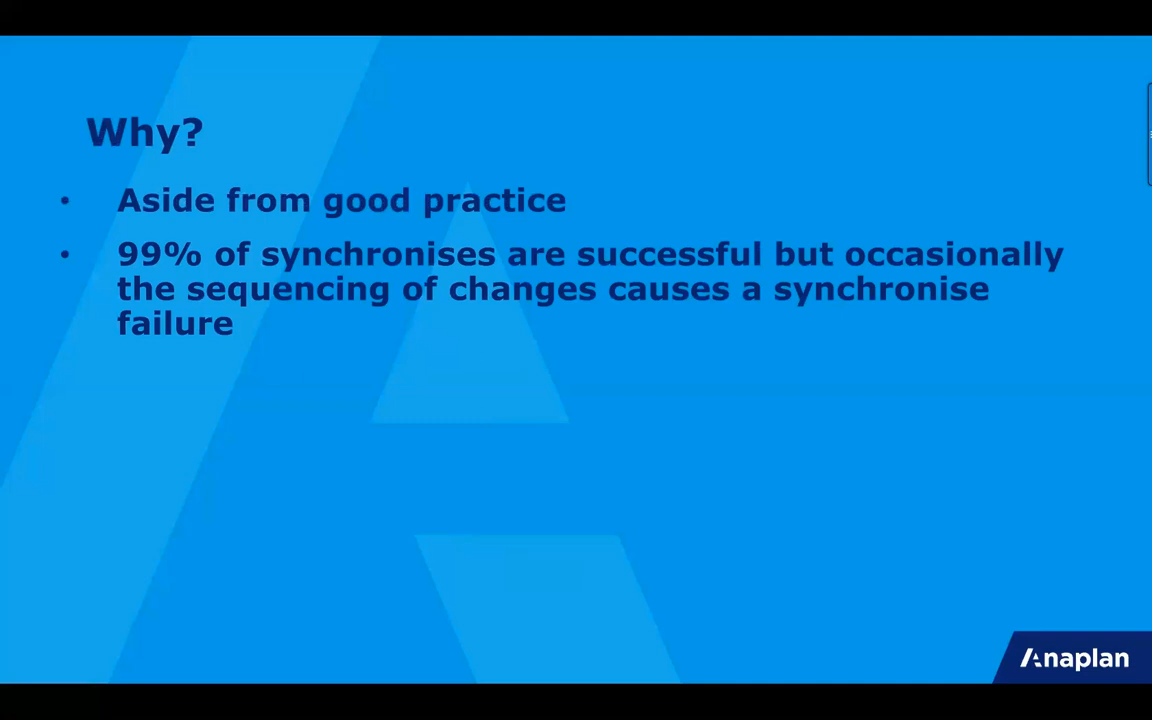 Why?
• Aside from good practice
• 99% of synchronises are successful but occasionally
the sequencing of changes causes a synchronise
failure
Anaplan